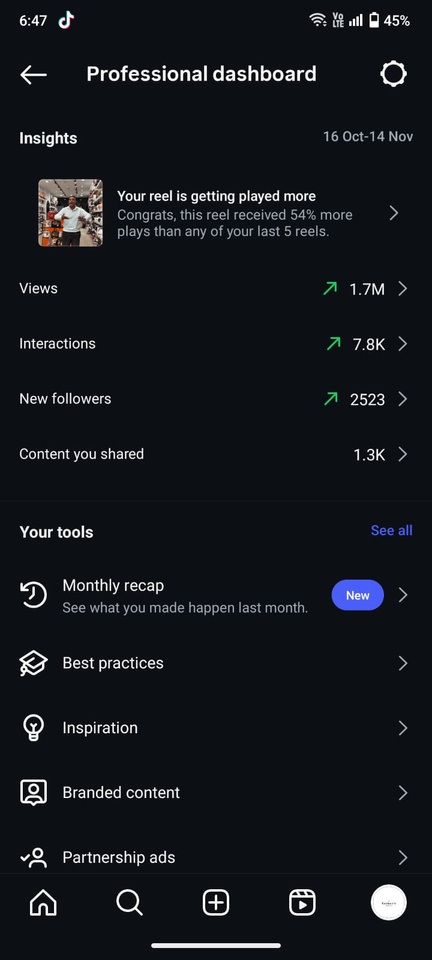 6:47
Vo LTE
45%
Professional dashboard
Insights
16 Oct-14 Nov
Your reel is getting played more
Congrats, this reel received 54% more
plays than any of your last 5 reels.
Views
1.7M
Interactions
7.8K
New followers
2523
Content you shared
1.3K
Your tools
See all
Monthly recap
See what you made happen last month.
New
Best practices
Inspiration
Branded content
Partnership ads